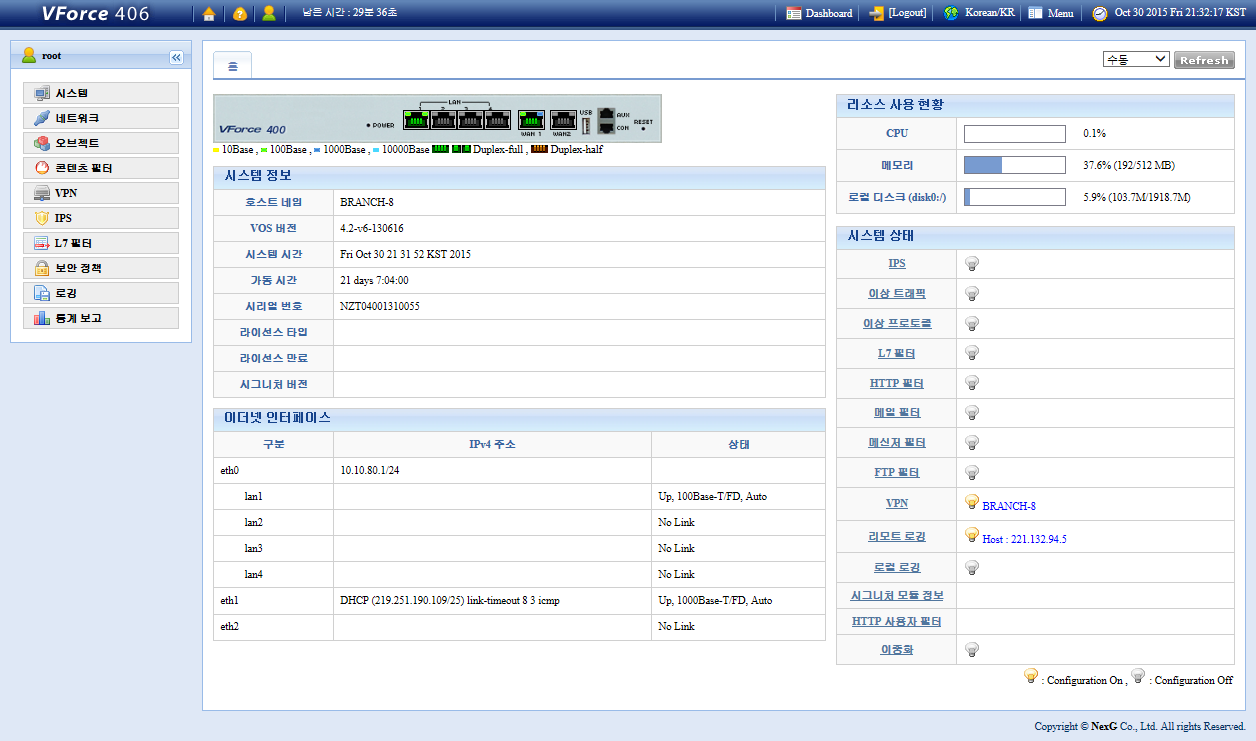 VForce 406
남은 시간 : 29분 36초
Dashboard
[Logout]
Korean/KR
Menu
Oct 30 2015 Fri 21:32:17 KST
root
시스템
네트워크
오브젝트
콘텐츠 필터
VPN
IPS
L7 필터
보안 정책
로깅
통계 보고
홈
수동
Refresh
LAN
1 2 3 4
VForce 400
POWER
WAN 1
WAN2
USB
AUX
CON
RESET
10Base , 100Base , 1000Base , 10000Base Duplex-full , Duplex-half
시스템 정보
호스트 네임 BRANCH-8
VOS 버전 4.2-v6-130616
시스템 시간 Fri Oct 30 21 31 52 KST 2015
가동 시간 21 days 7:04:00
시리얼 번호 NZT04001310055
라이선스 타입
라이선스 만료
시그니처 버전
이더넷 인터페이스
구분 IPv4 주소 상태
eth0 10.10.80.1/24
lan1 Up, 100Base-T/FD, Auto
lan2 No Link
lan3 No Link
lan4 No Link
eth1 DHCP (219.251.190.109/25) link-timeout 8 3 icmp Up, 1000Base-T/FD, Auto
eth2 No Link
리소스 사용 현황
CPU 0.1%
메모리 37.6% (192/512 MB)
로컬 디스크 (disk0:/) 5.9% (103.7M/1918.7M)
시스템 상태
IPS
이상 트래픽
이상 프로토콜
L7 필터
HTTP 필터
메일 필터
메신저 필터
FTP 필터
VPN BRANCH-8
리모트 로깅 Host : 221.132.94.5
로컬 로깅
시그니처 모듈 정보
HTTP 사용자 필터
이중화
: Configuration On , : Configuration Off
Copyright © NexG Co., Ltd. All rights Reserved.